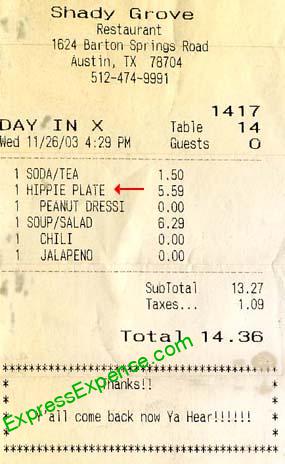 Shady Grove
Restaurant
1624 Barton Springs Road
Austin, TX 78704
512-474-9991
1417
DAY IN X Table 14
Wed 11/26/03 4:29 PM Guests 0
1 SODA/TEA 1.50
1 HIPPIE PLATE 5.59
1 PEANUT DRESSI 0.00
1 SOUP/SALAD 6.29
1 CHILI 0.00
1 JALAPENO 0.00
SubTotal 13.27
Taxes... 1.09
Total 14.36
Thanks!!
'all come back now Ya Hear!!!!!!
ExpressExpense.com